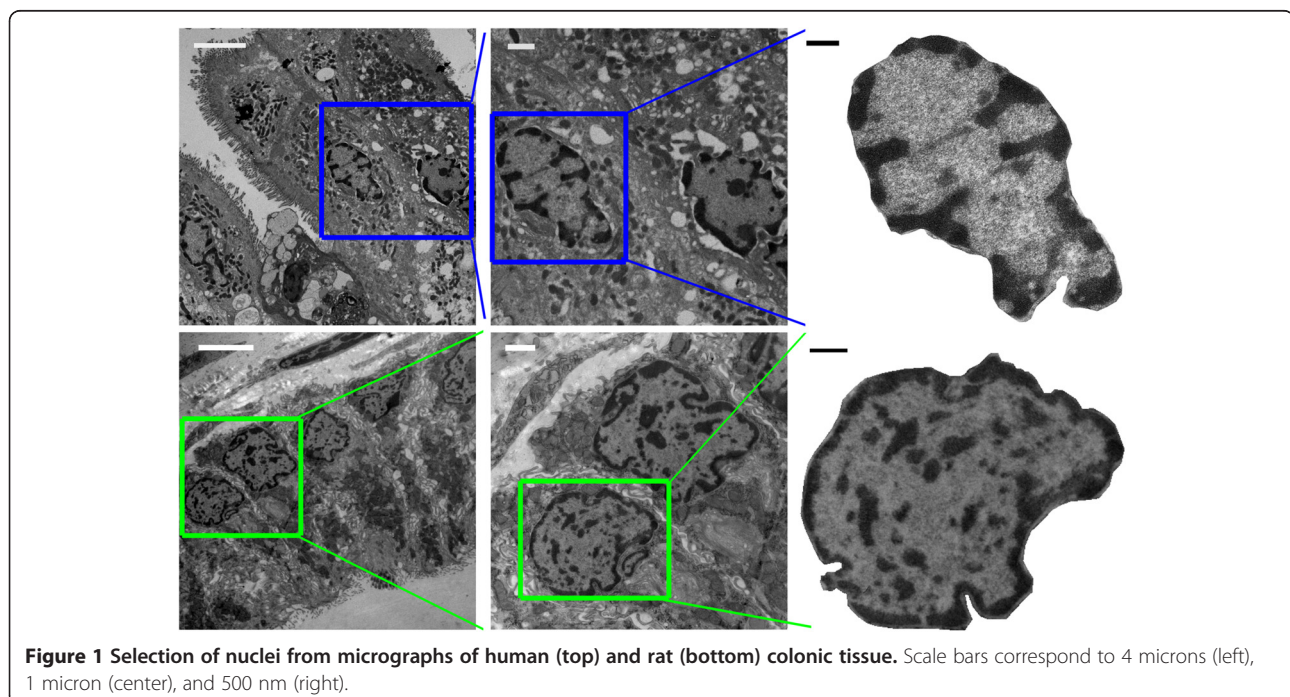 Figure 1 Selection of nuclei from micrographs of human (top) and rat (bottom) colonic tissue. Scale bars correspond to 4 microns (left),
1 micron (center), and 500 nm (right).